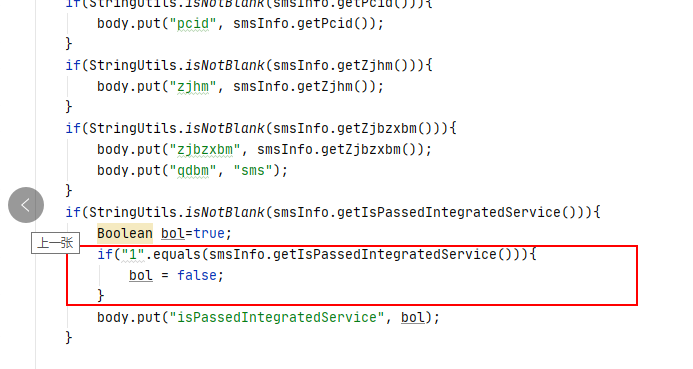 if(StringUtils.isNotBlank(smsInfo.getPcid())){
body.put("pcid", smsInfo.getPcid());
}
if(StringUtils.isNotBlank(smsInfo.getZjhm())){
body.put("zjhm", smsInfo.getZjhm());
}
if(StringUtils.isNotBlank(smsInfo.getZjbzxbm())){
body.put("zjbzxbm", smsInfo.getZjbzxbm());
body.put("qdbm", "sms");
}
if(StringUtils.isNotBlank(smsInfo.getIsPassedIntegratedService())){
Boolean bol=true;
上一张
if("1".equals(smsInfo.getIsPassedIntegratedService())){
bol = false;
}
body.put("isPassedIntegratedService", bol);
}